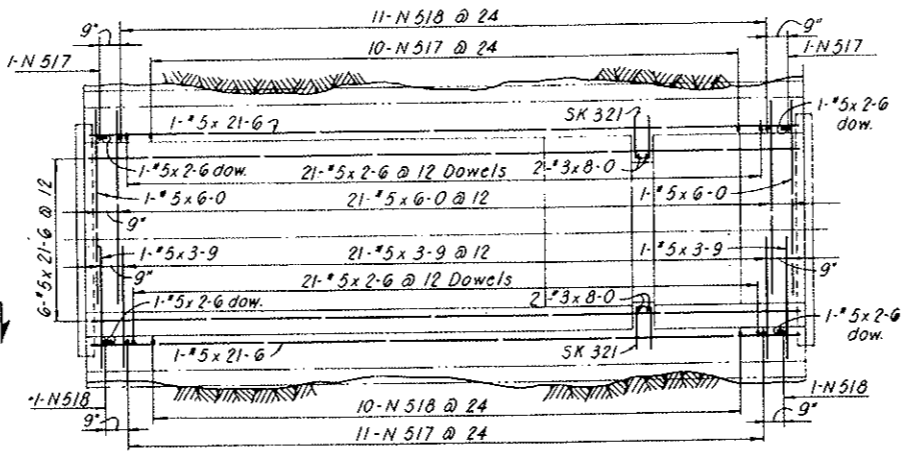 11-N 518 @ 24
9"
9"
10-N 517 @ 24
1-N 517
1-N 517
1-#5 x 21-6
SK 321
1-#5 x 2-6
dow.
1-#5 x 2-6 dow.
21-#5 x 2-6 @ 12 Dowels
2-#3 x 8-0
1-#5 x 6-0
21-#5 x 6-0 @ 12
1-#5 x 6-0
9"
6-#5 x 21-6 @ 12
1-#5 x 3-9
21-#5 x 3-9 @ 12
1-#5 x 3-9
9"
9"
21-#5 x 2-6 @ 12 Dowels
1-#5 x 2-6 dow.
2-#3 x 8-0
1-#5 x 2-6
dow.
1-#5 x 21-6
SK 321
1-N 518
1-N 518
9"
10-N 518 @ 24
9"
11-N 517 @ 24